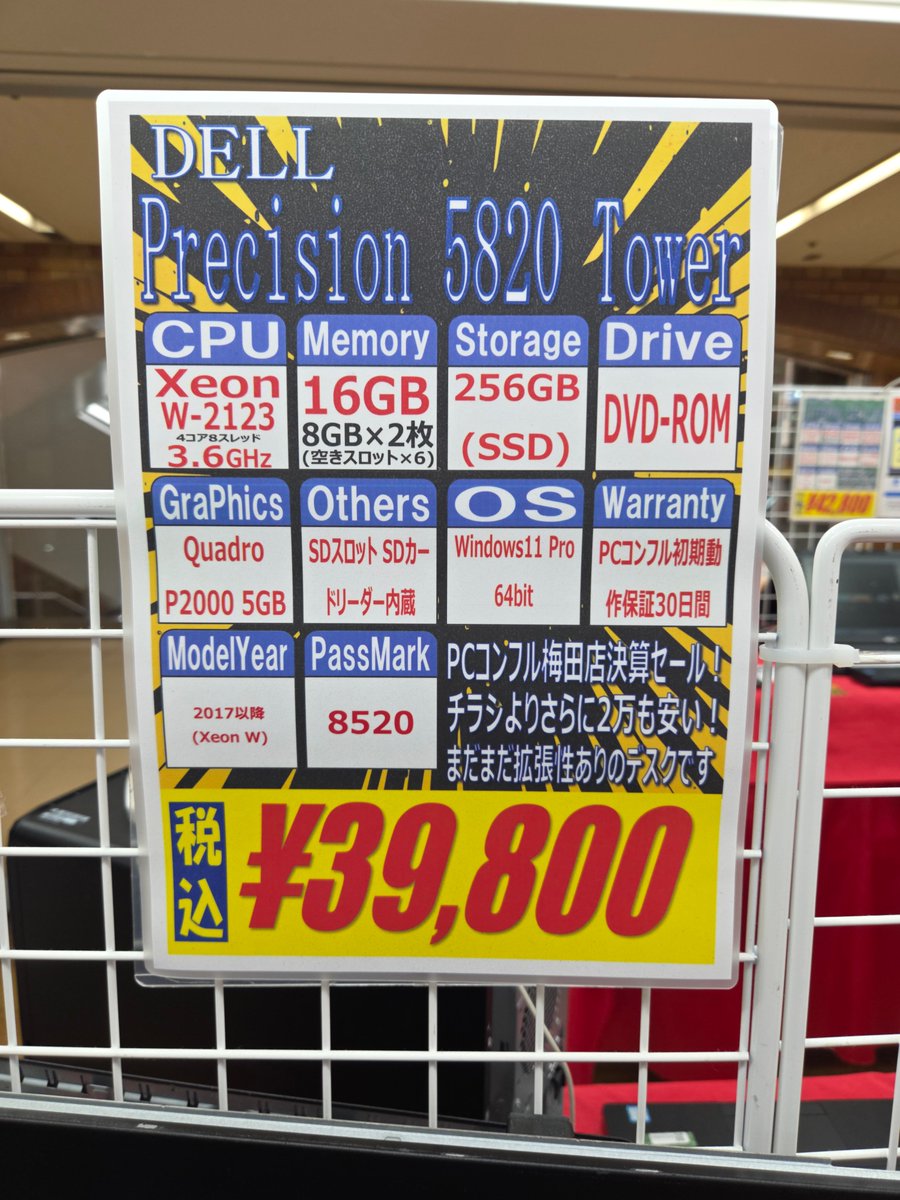 DELL
Precision 5820 Tower
CPU
Xeon
W-2123
4コア8スレッド
3.6GHz
Memory
16GB
8GB×2枚
(空きスロット×6)
Storage
256GB
(SSD)
Drive
DVD-ROM
GraPhics
Quadro
P2000 5GB
Others
SDスロット SDカー
ドリーダー内蔵
OS
Windows11 Pro
64bit
Warranty
PCコンフル初期動
作保証30日間
ModelYear
2017以降
(Xeon W)
PassMark
8520
PCコンフル梅田店決算セール!
チラシよりさらに2万も安い!
まだまだ拡張性ありのデスクです
税込
¥39,800
¥42,800